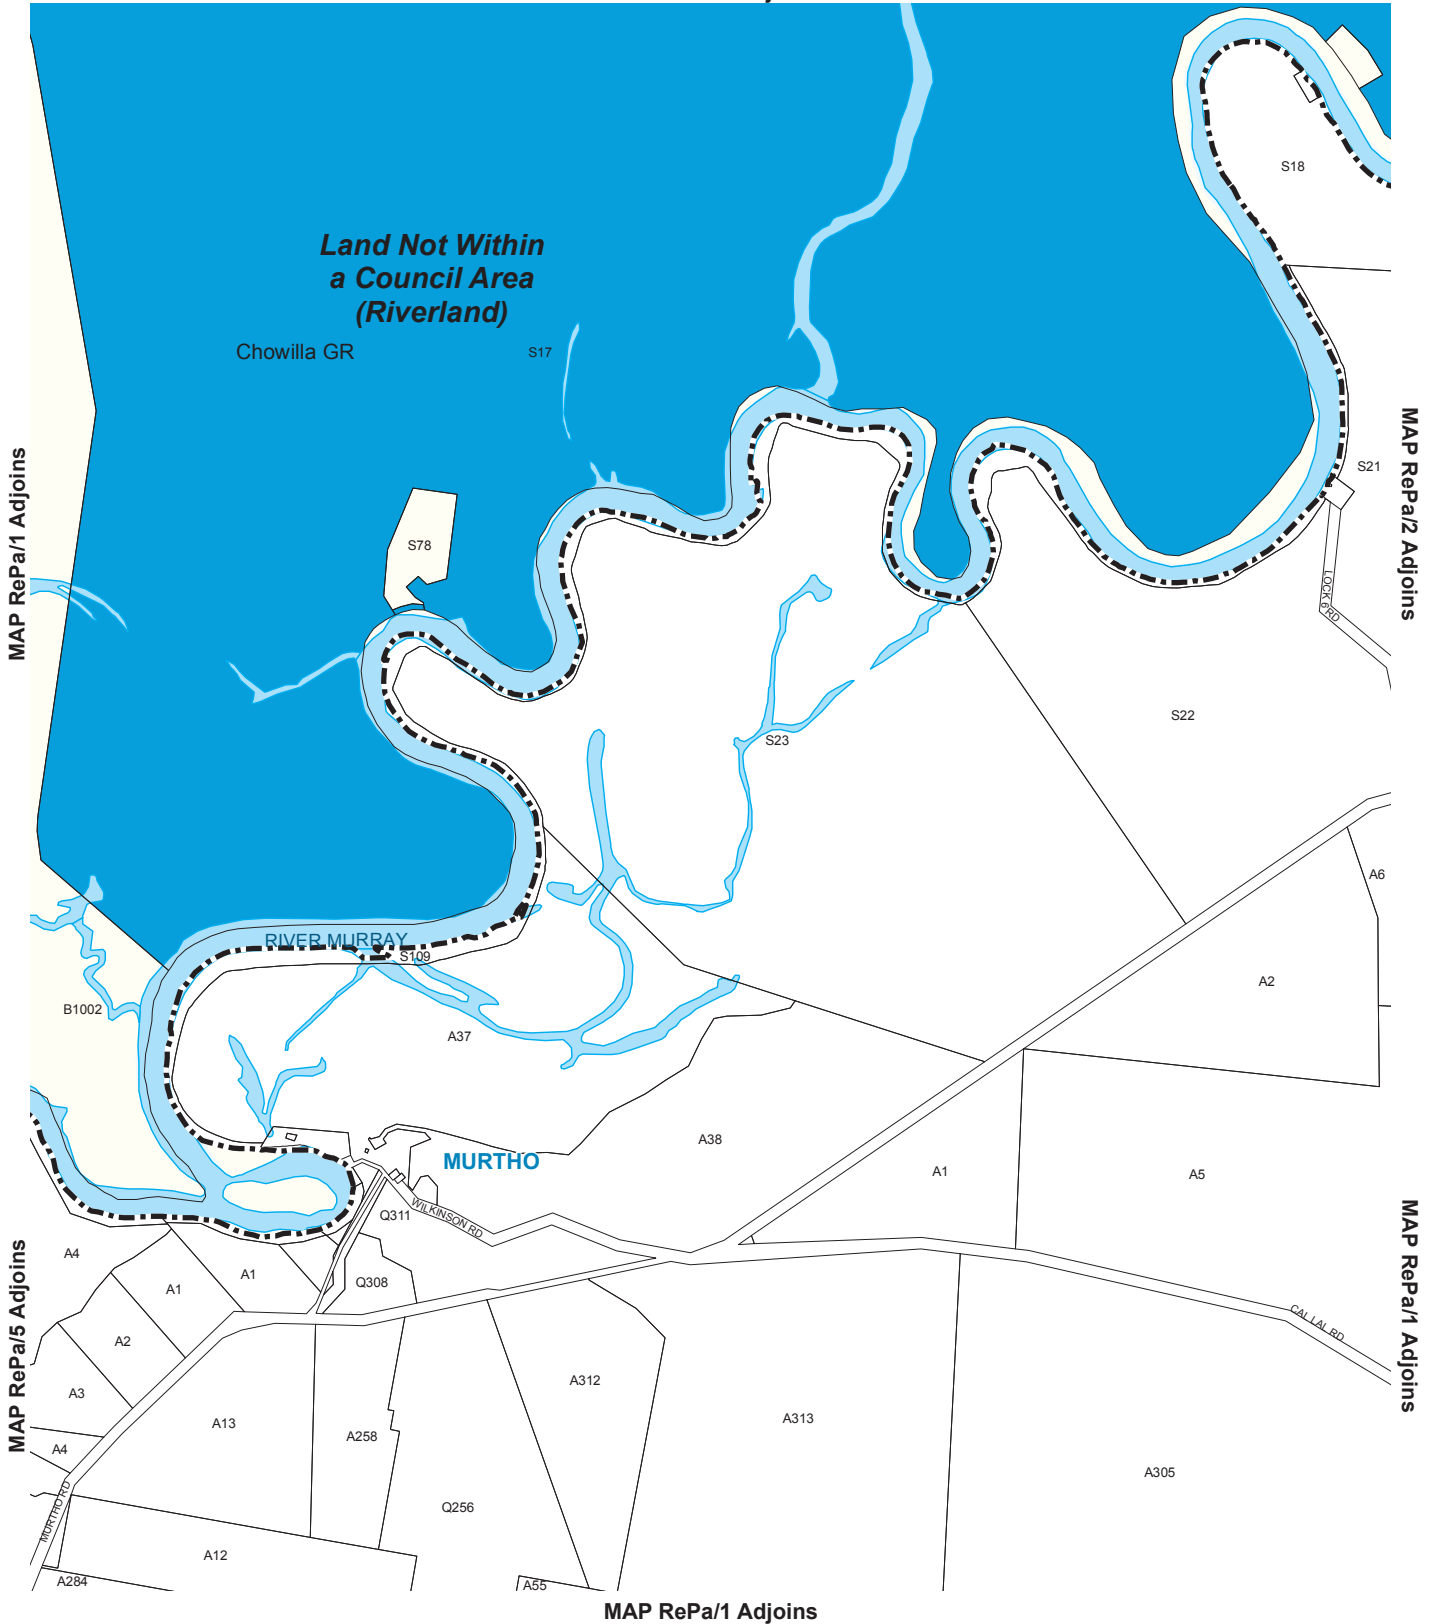 S18
Land Not Within
a Council Area
(Riverland)
Chowilla GR
S17
MAP RePa/1 Adjoins
MAP RePa/2 Adjoins
S21
S78
LOCK 6 RD
S22
S23
A6
RIVER MURRAY
S109
A2
B1002
A37
A38
MURTHO
A1
A5
Q311
WILKINSON RD
MAP RePa/5 Adjoins
MAP RePa/1 Adjoins
A4
A1
A1
Q308
CAL LAL RD
A2
A3
A312
A13
A258
A313
A4
A305
MURTHO RD
Q256
A12
A284
A55
MAP RePa/1 Adjoins